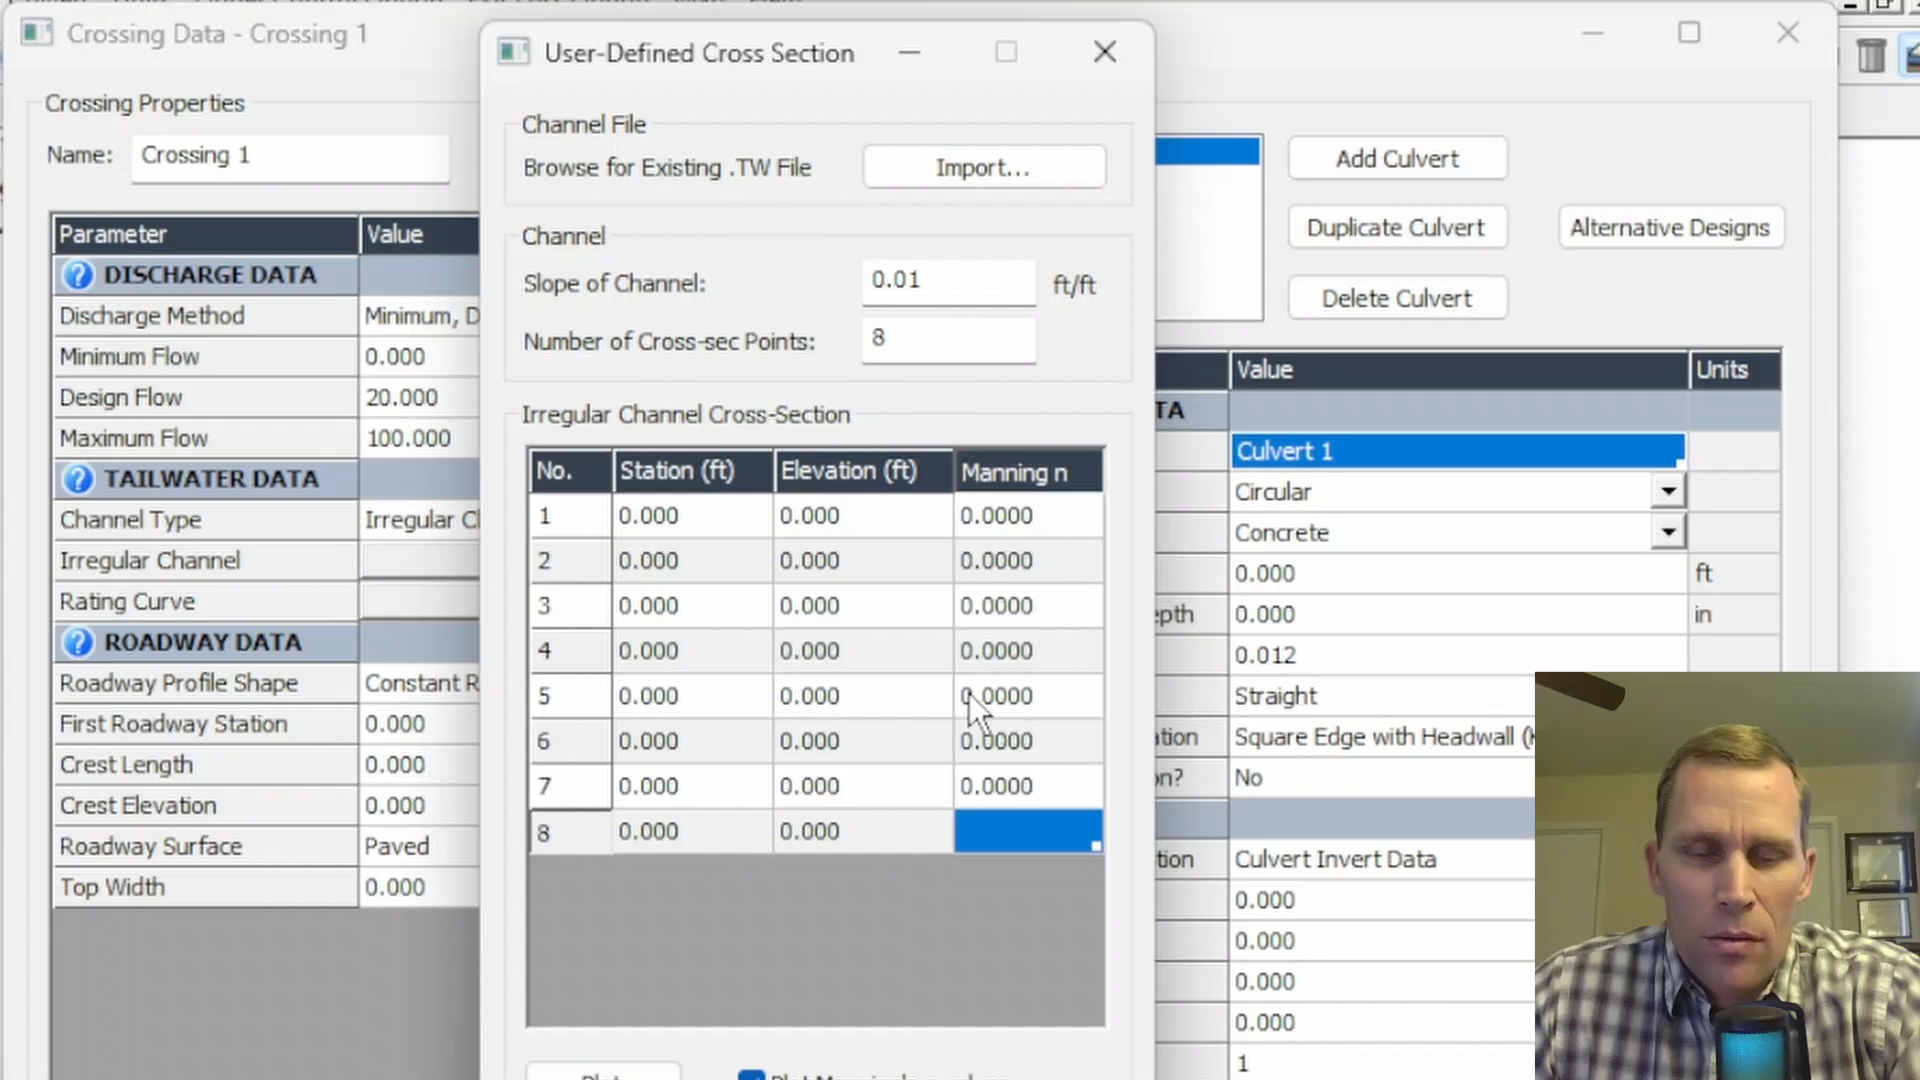 Crossing Data - Crossing 1
Crossing Properties
Name: Crossing 1
Parameter Value
? DISCHARGE DATA
Discharge Method Minimum, D
Minimum Flow 0.000
Design Flow 20.000
Maximum Flow 100.000
? TAILWATER DATA
Channel Type Irregular C
Irregular Channel
Rating Curve
? ROADWAY DATA
Roadway Profile Shape Constant R
First Roadway Station 0.000
Crest Length 0.000
Crest Elevation 0.000
Roadway Surface Paved
Top Width 0.000
User-Defined Cross Section
Channel File
Browse for Existing .TW File Import...
Channel
Slope of Channel: 0.01 ft/ft
Number of Cross-sec Points: 8
Irregular Channel Cross-Section
No. Station (ft) Elevation (ft) Manning n
1 0.000 0.000 0.0000
2 0.000 0.000 0.0000
3 0.000 0.000 0.0000
4 0.000 0.000 0.0000
5 0.000 0.000 0.0000
6 0.000 0.000 0.0000
7 0.000 0.000 0.0000
8 0.000 0.000
Add Culvert
Duplicate Culvert Alternative Designs
Delete Culvert
Value Units
TA
Culvert 1
Circular
Concrete
0.000 ft
epth 0.000 in
0.012
Straight
ation Square Edge with Headwall (K
on? No
tion Culvert Invert Data
0.000
0.000
0.000
0.000
1